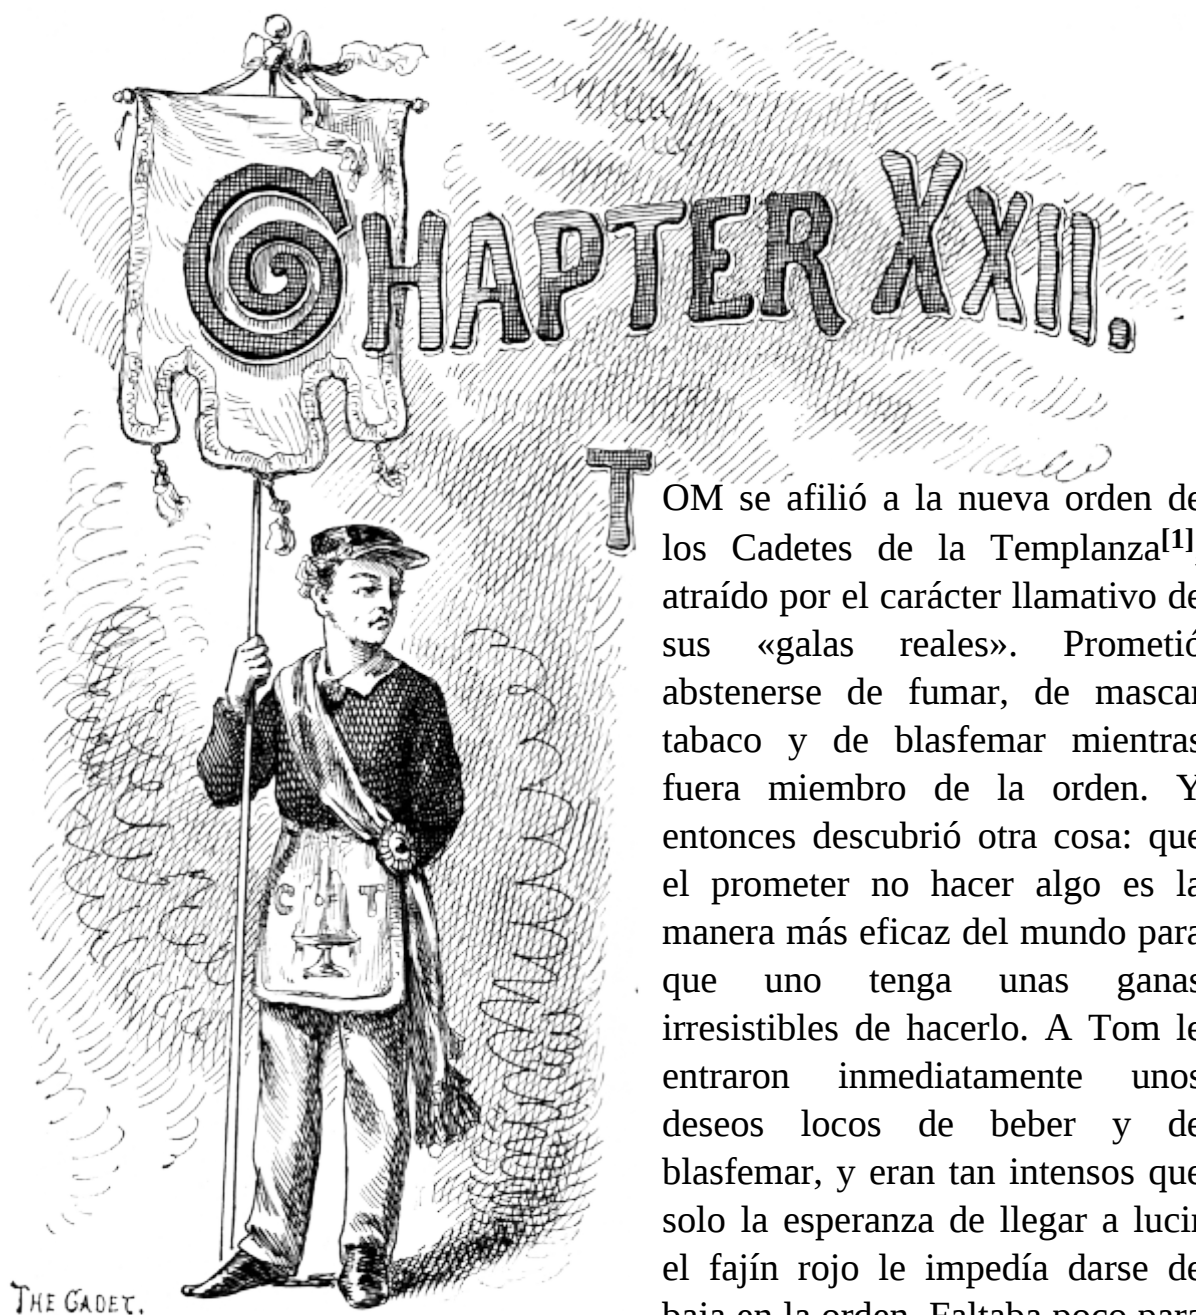 CHAPTER XXII.
TOM se afilió a la nueva orden de
los Cadetes de la Templanza[1],
atraído por el carácter llamativo de
sus «galas reales». Prometió
abstenerse de fumar, de mascar
tabaco y de blasfemar mientras
fuera miembro de la orden. Y
entonces descubrió otra cosa: que
el prometer no hacer algo es la
manera más eficaz del mundo para
que uno tenga unas ganas
irresistibles de hacerlo. A Tom le
entraron inmediatamente unos
deseos locos de beber y de
blasfemar, y eran tan intensos que
solo la esperanza de llegar a lucir
el fajín rojo le impedía darse de
baja en la orden. Faltaba poco para
C OF T
THE CADET.